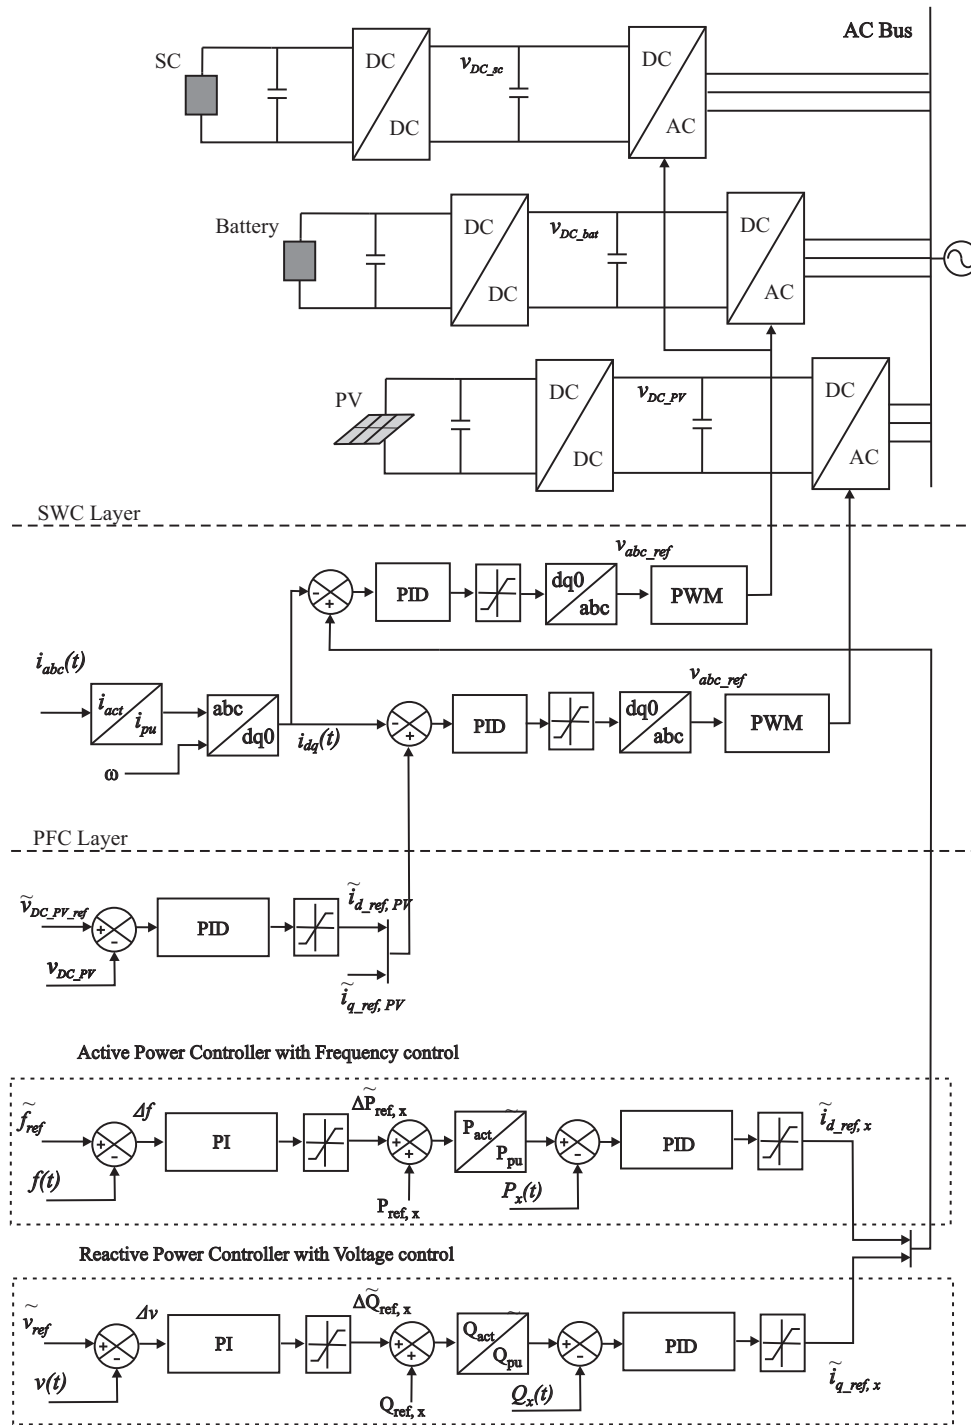 AC Bus
SC
DC
DC
v_DC_sc
DC
AC
Battery
DC
DC
v_DC_bat
DC
AC
PV
DC
DC
v_DC_PV
DC
AC
SWC Layer
v_abc_ref
PID
dq0
abc
PWM
i_abc(t)
i_act
i_pu
abc
dq0
i_dq(t)
ω
PID
dq0
abc
v_abc_ref
PWM
PFC Layer
ṽ_DC_PV_ref
v_DC_PV
PID
ĩ_d_ref, PV
ĩ_q_ref, PV
Active Power Controller with Frequency control
f̃_ref
Δf
f(t)
PI
ΔP̃_ref, x
P_ref, x
P_act
P_pu
P_x(t)
PID
ĩ_d_ref, x
Reactive Power Controller with Voltage control
ṽ_ref
Δv
v(t)
PI
ΔQ̃_ref, x
Q_ref, x
Q_act
Q_pu
Q_x(t)
PID
ĩ_q_ref, x